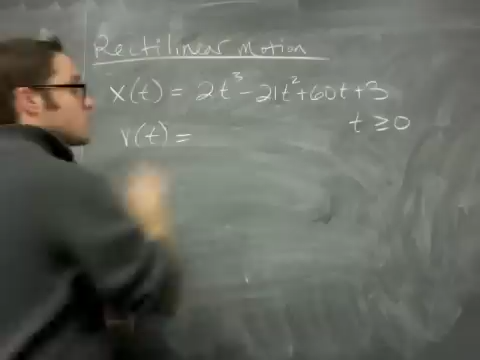 Rectilinear Motion
x(t) = 2t³ - 21t² + 60t + 3
t ≥ 0
v(t) =